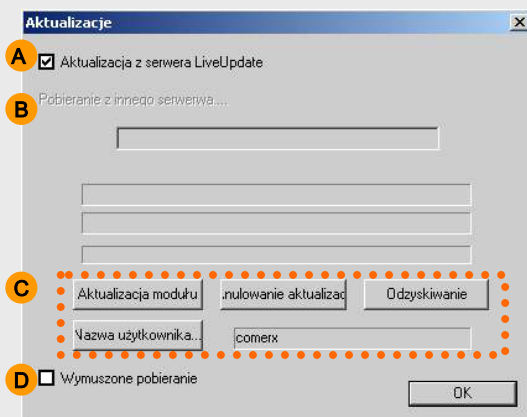 Aktualizacje
A
Aktualizacja z serwera LiveUpdate
B
Pobieranie z innego serwerwa....
C
Aktualizacja modułu
.nulowanie aktualizac
Odzyskiwanie
Nazwa użytkownika...
comerx
D
Wymuszone pobieranie
OK